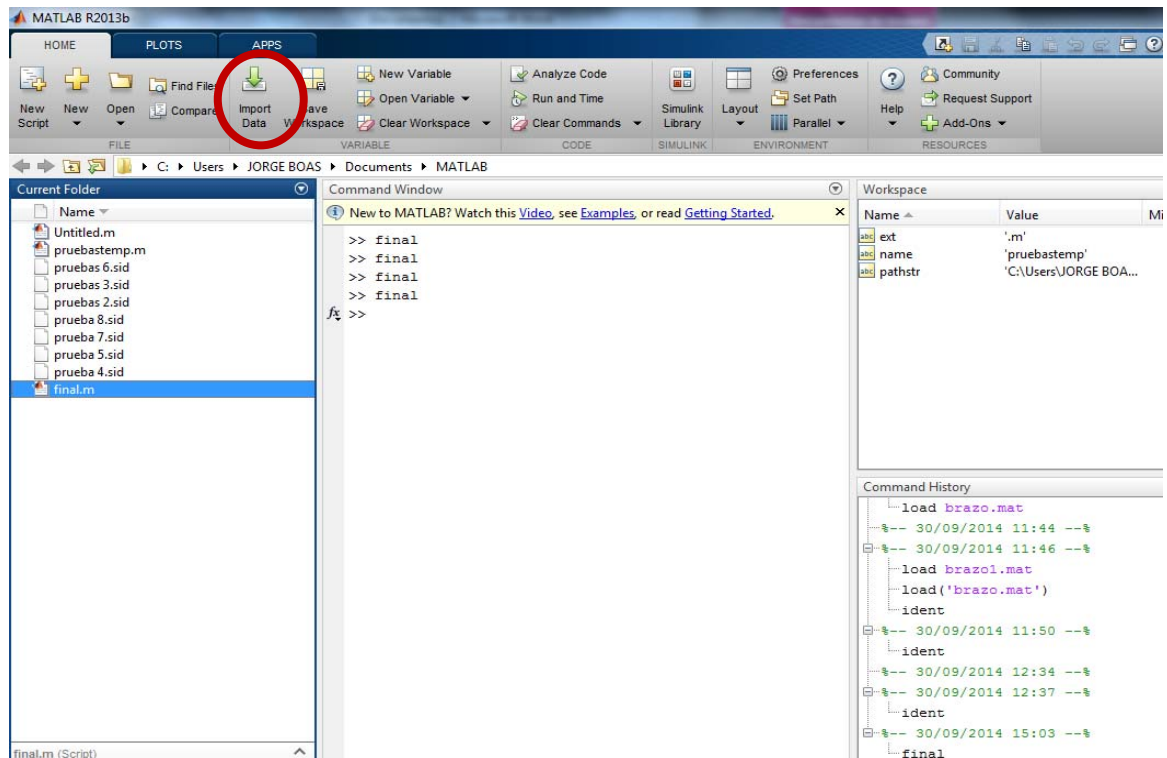 MATLAB R2013b
HOME PLOTS APPS
New Script
New
Open
Find Files
Compare
FILE
Import Data
Save Workspace
New Variable
Open Variable
Clear Workspace
VARIABLE
Analyze Code
Run and Time
Clear Commands
CODE
Simulink Library
SIMULINK
Layout
Preferences
Set Path
Parallel
ENVIRONMENT
Help
Community
Request Support
Add-Ons
RESOURCES
C: Users JORGE BOAS Documents MATLAB
Current Folder
Name
Untitled.m
pruebastemp.m
pruebas 6.sid
pruebas 3.sid
pruebas 2.sid
prueba 8.sid
prueba 7.sid
prueba 5.sid
prueba 4.sid
final.m
final.m (Script)
Command Window
New to MATLAB? Watch this Video, see Examples, or read Getting Started.
>> final
>> final
>> final
>> final
fx >>
Workspace
Name Value Mi
abc ext '.m'
abc name 'pruebastemp'
abc pathstr 'C:\Users\JORGE BOA...
Command History
load brazo.mat
%-- 30/09/2014 11:44 --%
%-- 30/09/2014 11:46 --%
load brazo1.mat
load('brazo.mat')
ident
%-- 30/09/2014 11:50 --%
ident
%-- 30/09/2014 12:34 --%
%-- 30/09/2014 12:37 --%
ident
%-- 30/09/2014 15:03 --%
final